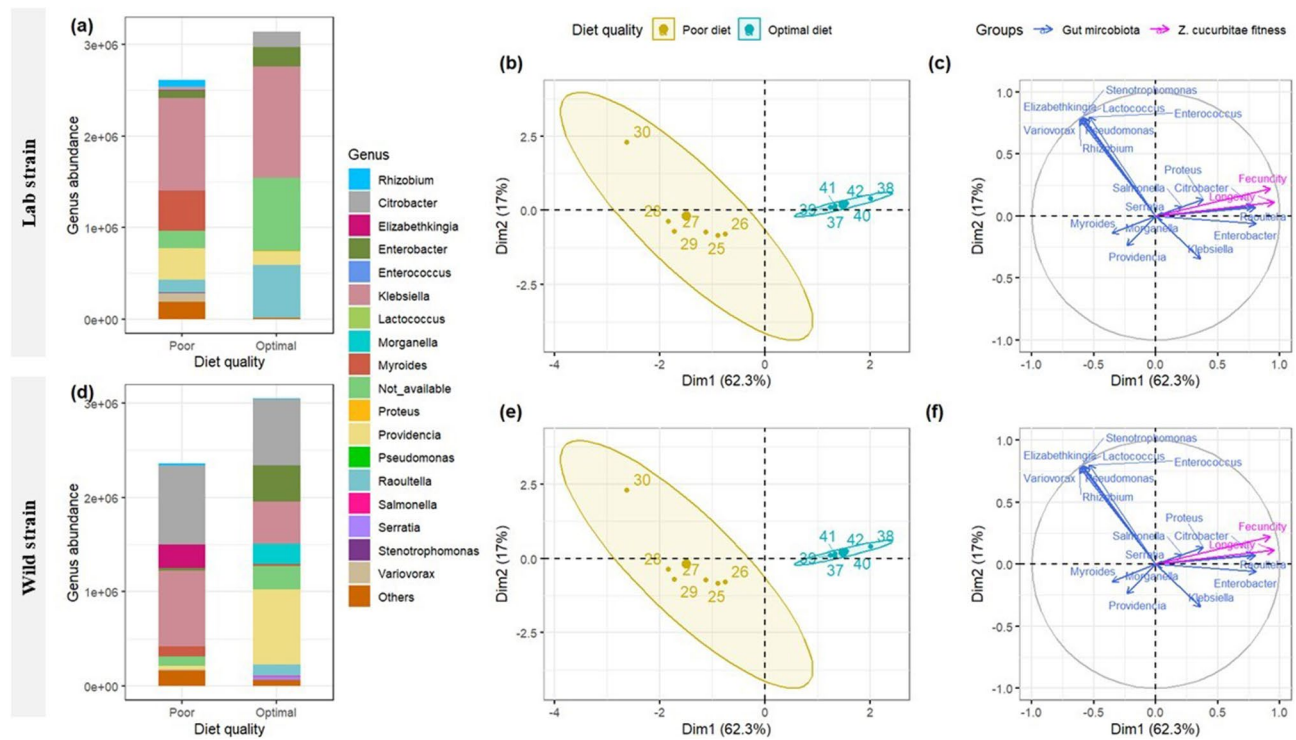 Lab strain
(a)
3e+06
2e+06
1e+06
0e+00
Genus abundance
Poor
Optimal
Diet quality
Genus
Rhizobium
Citrobacter
Elizabethkingia
Enterobacter
Enterococcus
Klebsiella
Lactococcus
Morganella
Myroides
Not_available
Proteus
Providencia
Pseudomonas
Raoultella
Salmonella
Serratia
Stenotrophomonas
Variovorax
Others
Diet quality
Poor diet
Optimal diet
(b)
Dim2 (17%)
2.5
0.0
-2.5
30
28
27
26
29
25
41
42
38
39
37
40
-4
-2
0
2
Dim1 (62.3%)
Groups
Gut mircobiota
Z. cucurbitae fitness
(c)
Dim2 (17%)
1.0
0.5
0.0
-0.5
-1.0
Stenotrophomonas
Elizabethkingia
Lactococcus
Enterococcus
Variovorax
Pseudomonas
Rhizobium
Proteus
Fecundity
Salmonella
Citrobacter
Longevity
Serratia
Raoultella
Myroides
Morganella
Enterobacter
Klebsiella
Providencia
-1.0
-0.5
0.0
0.5
1.0
Dim1 (62.3%)
Wild strain
(d)
3e+06
2e+06
1e+06
0e+00
Genus abundance
Poor
Optimal
Diet quality
(e)
Dim2 (17%)
2.5
0.0
-2.5
30
28
27
26
29
25
41
42
38
39
37
40
-4
-2
0
2
Dim1 (62.3%)
(f)
Dim2 (17%)
1.0
0.5
0.0
-0.5
-1.0
Stenotrophomonas
Elizabethkingia
Lactococcus
Enterococcus
Variovorax
Pseudomonas
Rhizobium
Proteus
Fecundity
Salmonella
Citrobacter
Longevity
Serratia
Raoultella
Myroides
Morganella
Enterobacter
Klebsiella
Providencia
-1.0
-0.5
0.0
0.5
1.0
Dim1 (62.3%)